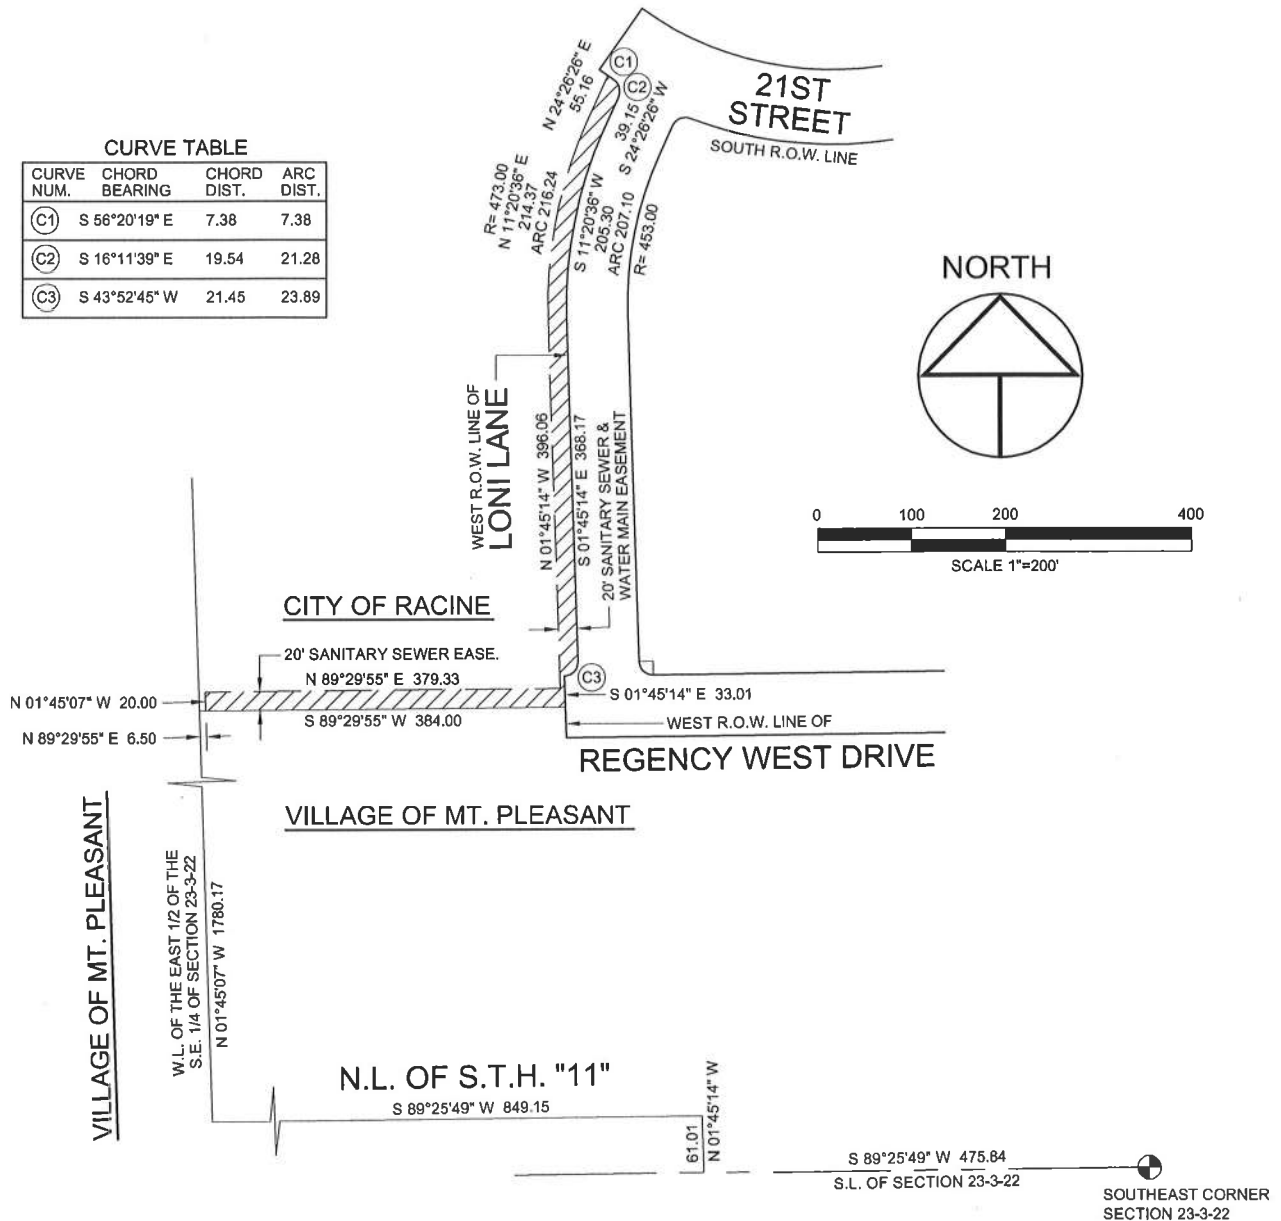 CURVE TABLE
CURVE NUM. CHORD BEARING CHORD DIST. ARC DIST.
C1 S 56°20'19" E 7.38 7.38
C2 S 16°11'39" E 19.54 21.28
C3 S 43°52'45" W 21.45 23.89
N 24°26'26" E
55.16
C1
C2
39.15
S 24°26'26" W
21ST
STREET
SOUTH R.O.W. LINE
R= 473.00
N 11°20'36" E
214.37
ARC 216.24
S 11°20'36" W
205.30
ARC 207.10
R= 453.00
NORTH
0 100 200 400
SCALE 1"=200'
WEST R.O.W. LINE OF
LONI LANE
N 01°45'14" W 396.06
S 01°45'14" E 368.17
20' SANITARY SEWER &
WATER MAIN EASEMENT
CITY OF RACINE
20' SANITARY SEWER EASE.
N 89°29'55" E 379.33
C3
S 01°45'14" E 33.01
N 01°45'07" W 20.00
S 89°29'55" W 384.00
WEST R.O.W. LINE OF
N 89°29'55" E 6.50
REGENCY WEST DRIVE
VILLAGE OF MT. PLEASANT
VILLAGE OF MT. PLEASANT
W.L. OF THE EAST 1/2 OF THE
S.E. 1/4 OF SECTION 23-3-22
N 01°45'07" W 1780.17
N.L. OF S.T.H. "11"
S 89°25'49" W 849.15
61.01
N 01°45'14" W
S 89°25'49" W 475.64
S.L. OF SECTION 23-3-22
SOUTHEAST CORNER
SECTION 23-3-22